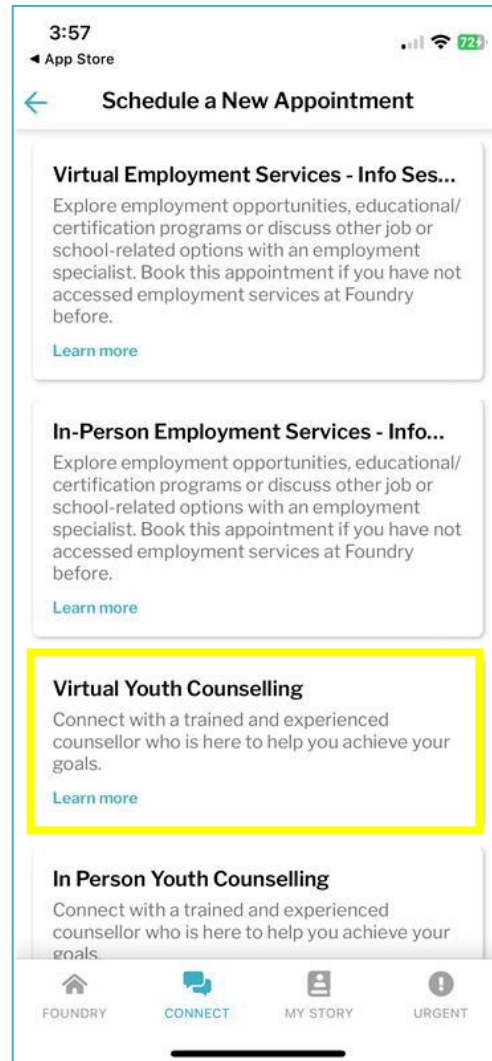 3:57
72
◀ App Store
← Schedule a New Appointment
Virtual Employment Services - Info Ses...
Explore employment opportunities, educational/
certification programs or discuss other job or
school-related options with an employment
specialist. Book this appointment if you have not
accessed employment services at Foundry
before.
Learn more
In-Person Employment Services - Info...
Explore employment opportunities, educational/
certification programs or discuss other job or
school-related options with an employment
specialist. Book this appointment if you have not
accessed employment services at Foundry
before.
Learn more
Virtual Youth Counselling
Connect with a trained and experienced
counsellor who is here to help you achieve your
goals.
Learn more
In Person Youth Counselling
Connect with a trained and experienced
counsellor who is here to help you achieve your
goals.
FOUNDRY CONNECT MY STORY URGENT